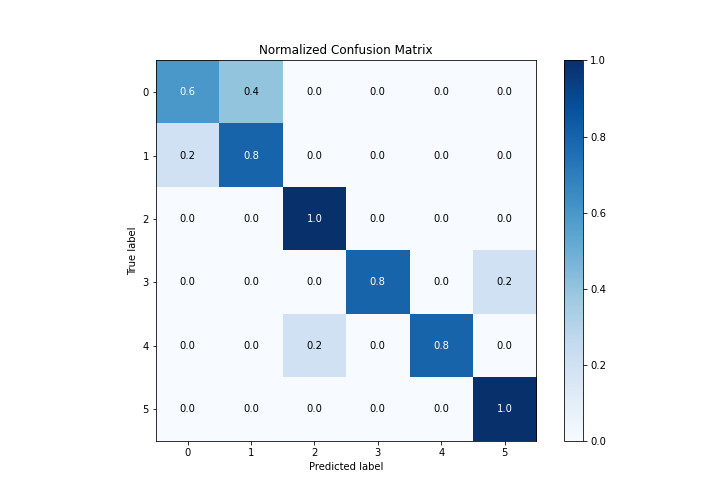 Normalized Confusion Matrix
1.0
0 0.6 0.4 0.0 0.0 0.0 0.0
0.8
1 0.2 0.8 0.0 0.0 0.0 0.0
2 0.0 0.0 1.0 0.0 0.0 0.0
0.6
True label
3 0.0 0.0 0.0 0.8 0.0 0.2
0.4
4 0.0 0.0 0.2 0.0 0.8 0.0
0.2
5 0.0 0.0 0.0 0.0 0.0 1.0
0.0
0 1 2 3 4 5
Predicted label